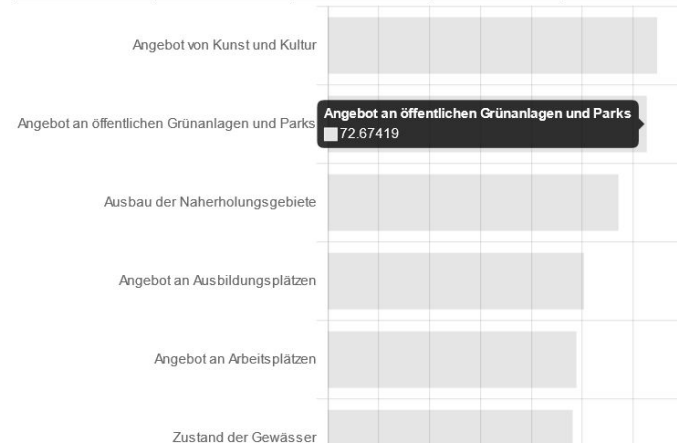 Angebot von Kunst und Kultur
Angebot an öffentlichen Grünanlagen und Parks
Angebot an öffentlichen Grünanlagen und Parks
72.67419
Ausbau der Naherholungsgebiete
Angebot an Ausbildungsplätzen
Angebot an Arbeitsplätzen
Zustand der Gewässer